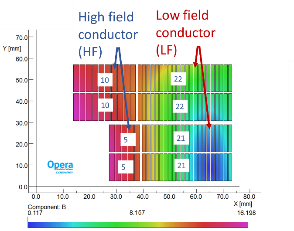 High field
conductor
(HF)
Low field
conductor
(LF)
Y [mm]
70.0
60.0
50.0
40.0
30.0
20.0
10.0
0.0
10
22
10
22
5
21
5
21
Opera
0.0 10.0 20.0 30.0 40.0 50.0 60.0 70.0 80.0
X [mm]
Component: B
0.117 8.167 16.198